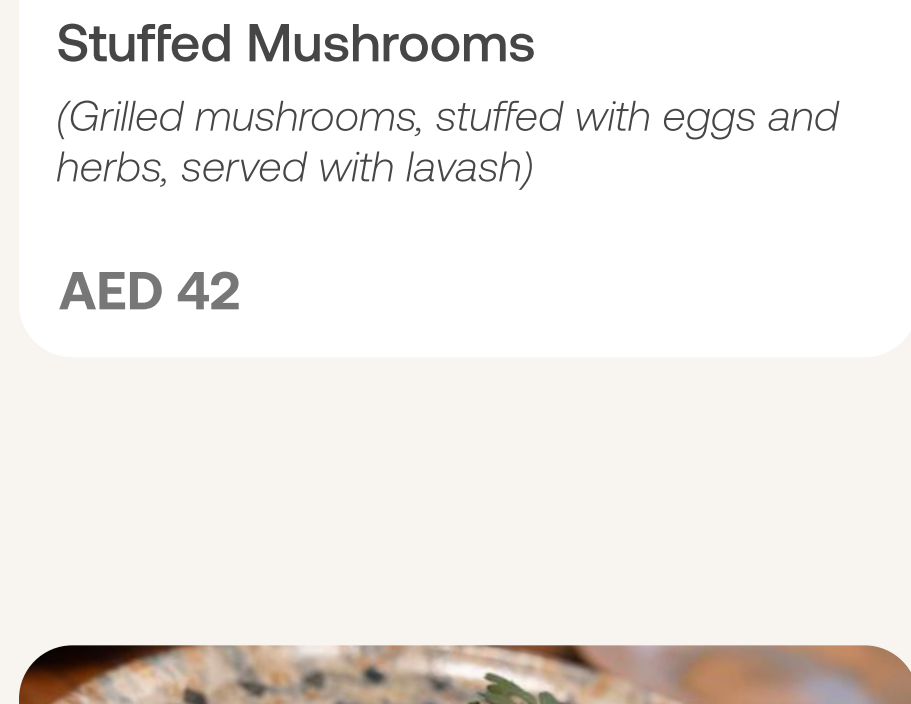 Stuffed Mushrooms
(Grilled mushrooms, stuffed with eggs and
herbs, served with lavash)
AED 42